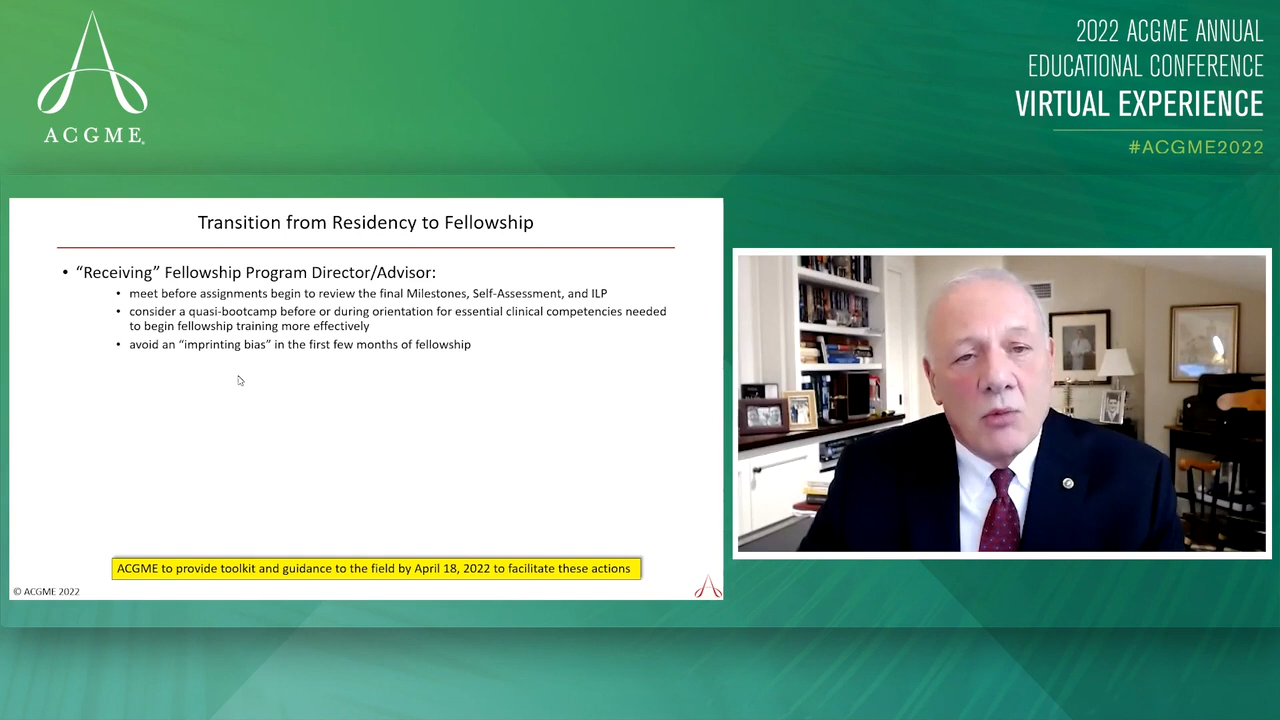 ACGME
2022 ACGME ANNUAL
EDUCATIONAL CONFERENCE
VIRTUAL EXPERIENCE
#ACGME2022
Transition from Residency to Fellowship
• “Receiving” Fellowship Program Director/Advisor:
• meet before assignments begin to review the final Milestones, Self-Assessment, and ILP
• consider a quasi-bootcamp before or during orientation for essential clinical competencies needed
to begin fellowship training more effectively
• avoid an “imprinting bias” in the first few months of fellowship
ACGME to provide toolkit and guidance to the field by April 18, 2022 to facilitate these actions
© ACGME 2022